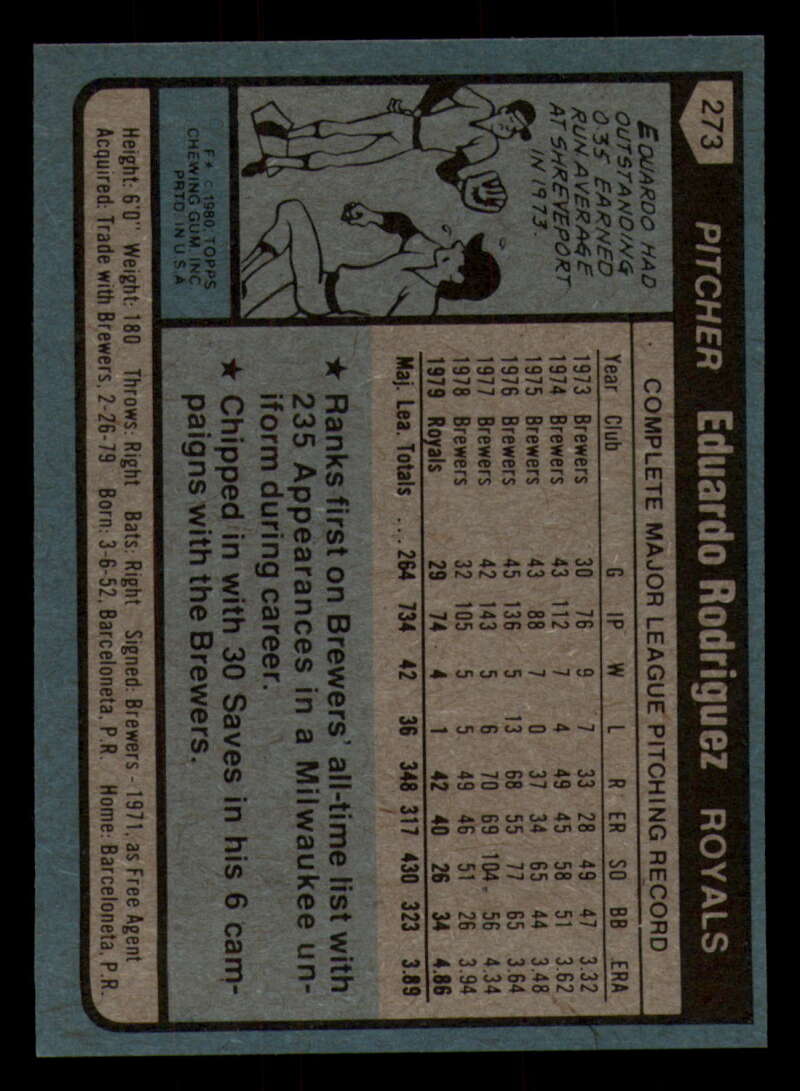 273 PITCHER Eduardo Rodriguez ROYALS
EDUARDO HAD
OUTSTANDING
0.35 EARNED
RUN AVERAGE
AT SHREVEPORT
IN 1973.
F* © 1980, TOPPS
CHEWING GUM, INC
PRTD IN U.S.A
COMPLETE MAJOR LEAGUE PITCHING RECORD
Year Club G IP W L R ER SO BB ERA
1973 Brewers 30 76 9 7 33 28 49 47 3.32
1974 Brewers 43 112 7 4 49 45 58 51 3.62
1975 Brewers 43 88 7 0 37 34 65 44 3.48
1976 Brewers 45 136 5 13 68 55 77 65 3.64
1977 Brewers 42 143 5 6 70 69 104 56 4.34
1978 Brewers 32 105 5 5 49 46 51 26 3.94
1979 Royals 29 74 4 1 42 40 26 34 4.86
Maj. Lea. Totals ... 264 734 42 36 348 317 430 323 3.89
★ Ranks first on Brewers' all-time list with
235 Appearances in a Milwaukee un-
iform during career.
★ Chipped in with 30 Saves in his 6 cam-
paigns with the Brewers.
Height: 6'0" Weight: 180 Throws: Right Bats: Right Signed: Brewers - 1971, as Free Agent
Acquired: Trade with Brewers, 2-26-79 Born: 3-6-52, Barceloneta, P.R. Home: Barceloneta, P.R.